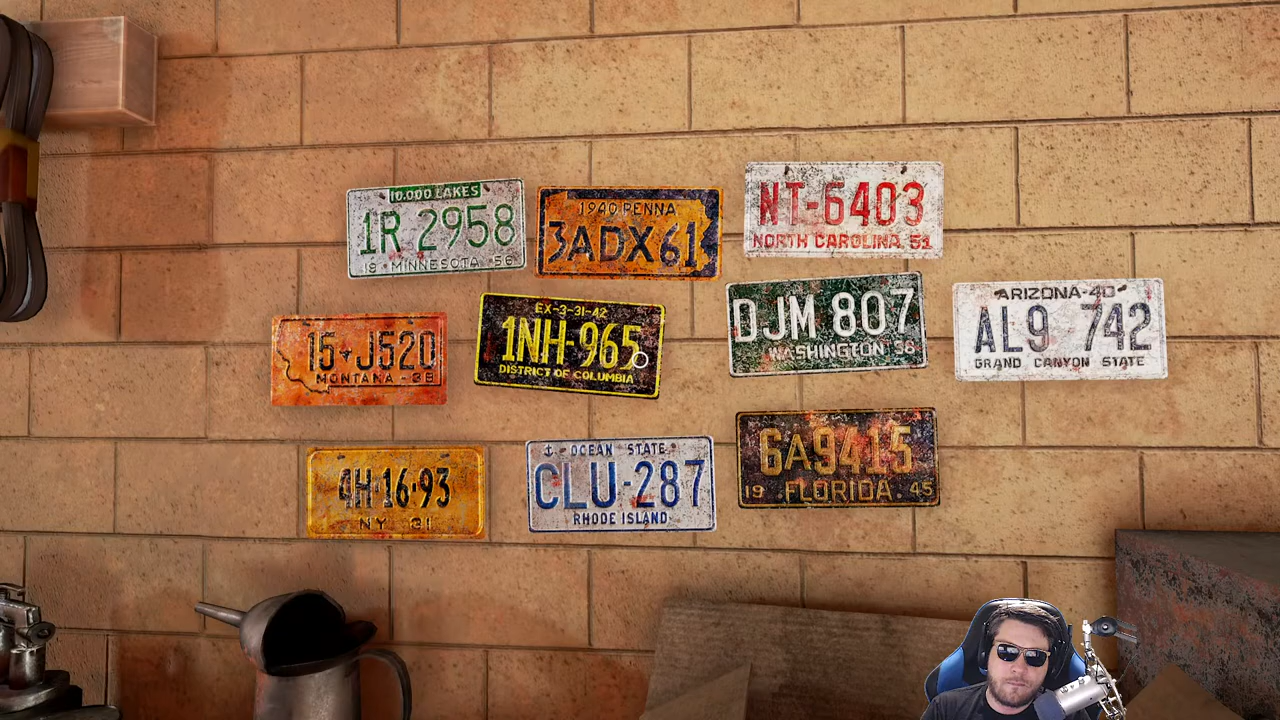 10,000 LAKES
1R 2958
19 MINNESOTA 56
1940 PENNA
3ADX61
NT-6403
NORTH CAROLINA 51
15 J520
MONTANA - 38
EX-3-31-42
1NH-965
DISTRICT OF COLUMBIA
DJM 807
WASHINGTON 36
ARIZONA-40
AL9 742
GRAND CANYON STATE
4H·16·93
NY 31
OCEAN STATE
CLU-287
RHODE ISLAND
6A9415
19 .FLORIDA. 45